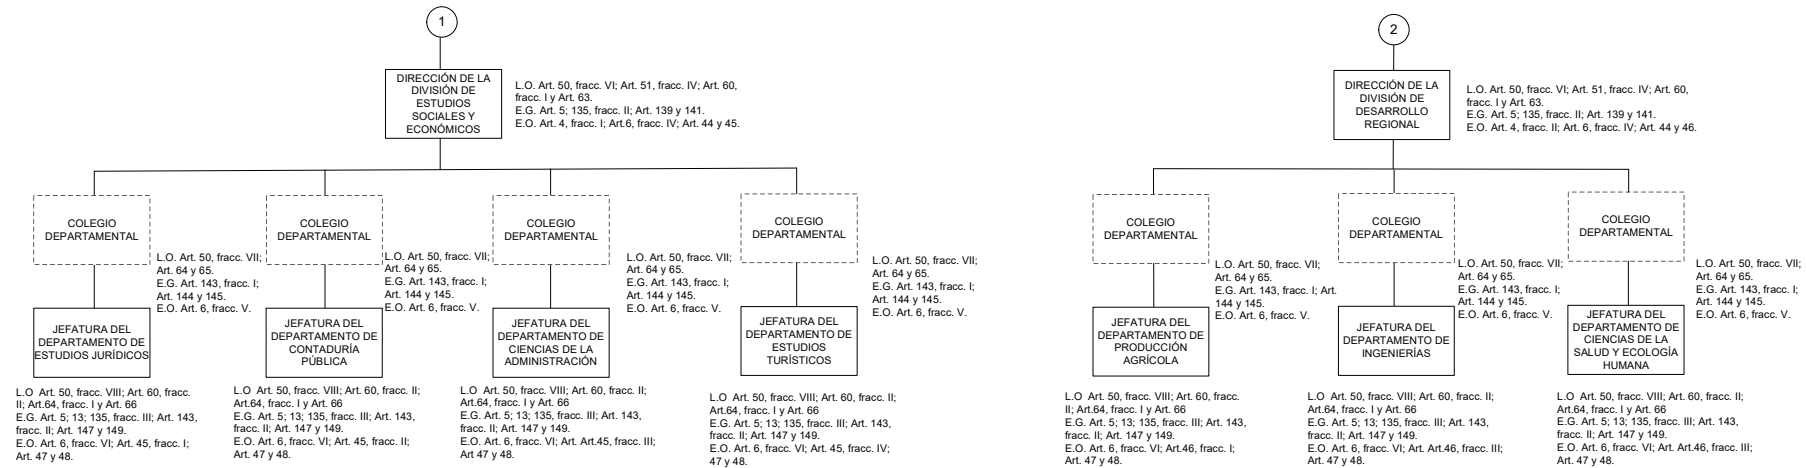 1
DIRECCIÓN DE LA
DIVISIÓN DE
ESTUDIOS
SOCIALES Y
ECONÓMICOS
L.O. Art. 50, fracc. VI; Art. 51, fracc. IV; Art. 60,
fracc. I y Art. 63.
E.G. Art. 5; 135, fracc. II; Art. 139 y 141.
E.O. Art. 4, fracc. I; Art.6, fracc. IV; Art. 44 y 45.
COLEGIO
DEPARTAMENTAL
L.O. Art. 50, fracc. VII;
Art. 64 y 65.
E.G. Art. 143, fracc. I;
Art. 144 y 145.
E.O. Art. 6, fracc. V.
JEFATURA DEL
DEPARTAMENTO DE
ESTUDIOS JURÍDICOS
L.O Art. 50, fracc. VIII; Art. 60, fracc.
II; Art.64, fracc. I y Art. 66
E.G. Art. 5; 13; 135, fracc. III; Art. 143,
fracc. II; Art. 147 y 149.
E.O. Art. 6, fracc. VI; Art. 45, fracc. I;
Art. 47 y 48.
COLEGIO
DEPARTAMENTAL
L.O. Art. 50, fracc. VII;
Art. 64 y 65.
E.G. Art. 143, fracc. I;
Art. 144 y 145.
E.O. Art. 6, fracc. V.
JEFATURA DEL
DEPARTAMENTO DE
CONTADURÍA
PÚBLICA
L.O Art. 50, fracc. VIII; Art. 60, fracc. II;
Art.64, fracc. I y Art. 66
E.G. Art. 5; 13; 135, fracc. III; Art. 143,
fracc. II; Art. 147 y 149.
E.O. Art. 6, fracc. VI; Art. 45, fracc. II;
Art. 47 y 48.
COLEGIO
DEPARTAMENTAL
L.O. Art. 50, fracc. VII;
Art. 64 y 65.
E.G. Art. 143, fracc. I;
Art. 144 y 145.
E.O. Art. 6, fracc. V.
JEFATURA DEL
DEPARTAMENTO DE
CIENCIAS DE LA
ADMINISTRACIÓN
L.O Art. 50, fracc. VIII; Art. 60, fracc. II;
Art.64, fracc. I y Art. 66
E.G. Art. 5; 13; 135, fracc. III; Art. 143,
fracc. II; Art. 147 y 149.
E.O. Art. 6, fracc. VI; Art. Art.45, fracc. III;
Art 47 y 48.
COLEGIO
DEPARTAMENTAL
L.O. Art. 50, fracc. VII;
Art. 64 y 65.
E.G. Art. 143, fracc. I;
Art. 144 y 145.
E.O. Art. 6, fracc. V.
JEFATURA DEL
DEPARTAMENTO DE
ESTUDIOS
TURÍSTICOS
L.O Art. 50, fracc. VIII; Art. 60, fracc. II;
Art.64, fracc. I y Art. 66
E.G. Art. 5; 13; 135, fracc. III; Art. 143,
fracc. II; Art. 147 y 149.
E.O. Art. 6, fracc. VI; Art. 45, fracc. IV;
47 y 48.
2
DIRECCIÓN DE LA
DIVISIÓN DE
DESARROLLO
REGIONAL
L.O. Art. 50, fracc. VI; Art. 51, fracc. IV; Art. 60,
fracc. I y Art. 63.
E.G. Art. 5; 135, fracc. II; Art. 139 y 141.
E.O. Art. 4, fracc. II; Art. 6, fracc. IV; Art. 44 y 46.
COLEGIO
DEPARTAMENTAL
L.O. Art. 50, fracc. VII;
Art. 64 y 65.
E.G. Art. 143, fracc. I; Art.
144 y 145.
E.O. Art. 6, fracc. V.
JEFATURA DEL
DEPARTAMENTO DE
PRODUCCIÓN
AGRÍCOLA
L.O Art. 50, fracc. VIII; Art. 60, fracc.
II; Art.64, fracc. I y Art. 66
E.G. Art. 5; 13; 135, fracc. III; Art. 143,
fracc. II; Art. 147 y 149.
E.O. Art. 6, fracc. VI; Art.46, fracc. I;
Art. 47 y 48.
COLEGIO
DEPARTAMENTAL
L.O. Art. 50, fracc. VII;
Art. 64 y 65.
E.G. Art. 143, fracc. I;
Art. 144 y 145.
E.O. Art. 6, fracc. V.
JEFATURA DEL
DEPARTAMENTO DE
INGENIERÍAS
L.O Art. 50, fracc. VIII; Art. 60, fracc. II;
Art.64, fracc. I y Art. 66
E.G. Art. 5; 13; 135, fracc. III; Art. 143,
fracc. II; Art. 147 y 149.
E.O. Art. 6, fracc. VI; Art. Art.46, fracc. III;
Art. 47 y 48.
COLEGIO
DEPARTAMENTAL
L.O. Art. 50, fracc. VII;
Art. 64 y 65.
E.G. Art. 143, fracc. I;
Art. 144 y 145.
E.O. Art. 6, fracc. V.
JEFATURA DEL
DEPARTAMENTO DE
CIENCIAS DE LA
SALUD Y ECOLOGÍA
HUMANA
L.O Art. 50, fracc. VIII; Art. 60, fracc. II;
Art.64, fracc. I y Art. 66
E.G. Art. 5; 13; 135, fracc. III; Art. 143,
fracc. II; Art. 147 y 149.
E.O. Art. 6, fracc. VI; Art. Art.46, fracc. III;
Art. 47 y 48.